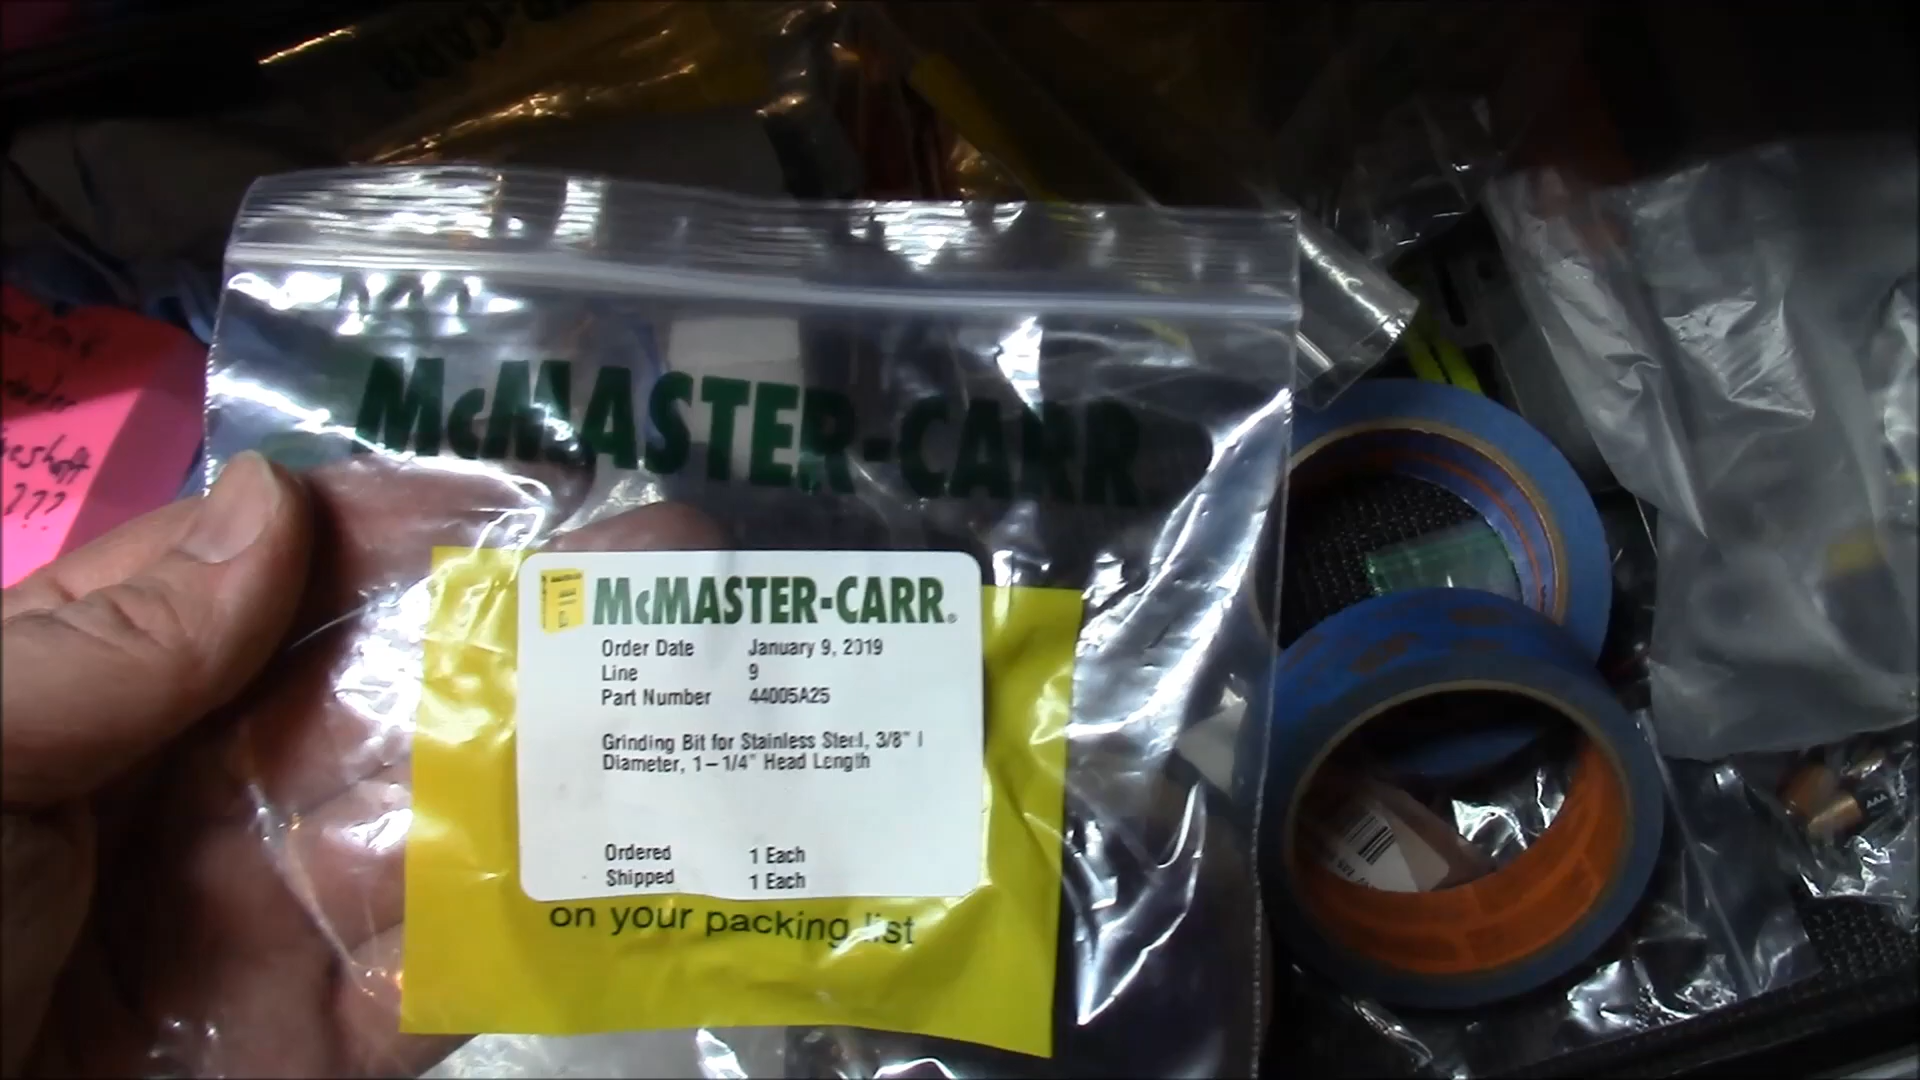 McMASTER-CARR
McMASTER-CARR®
Order Date January 9, 2019
Line 9
Part Number 44005A25
Grinding Bit for Stainless Steel, 3/8" |
Diameter, 1-1/4" Head Length
Ordered 1 Each
Shipped 1 Each
on your packing list
???
AAA